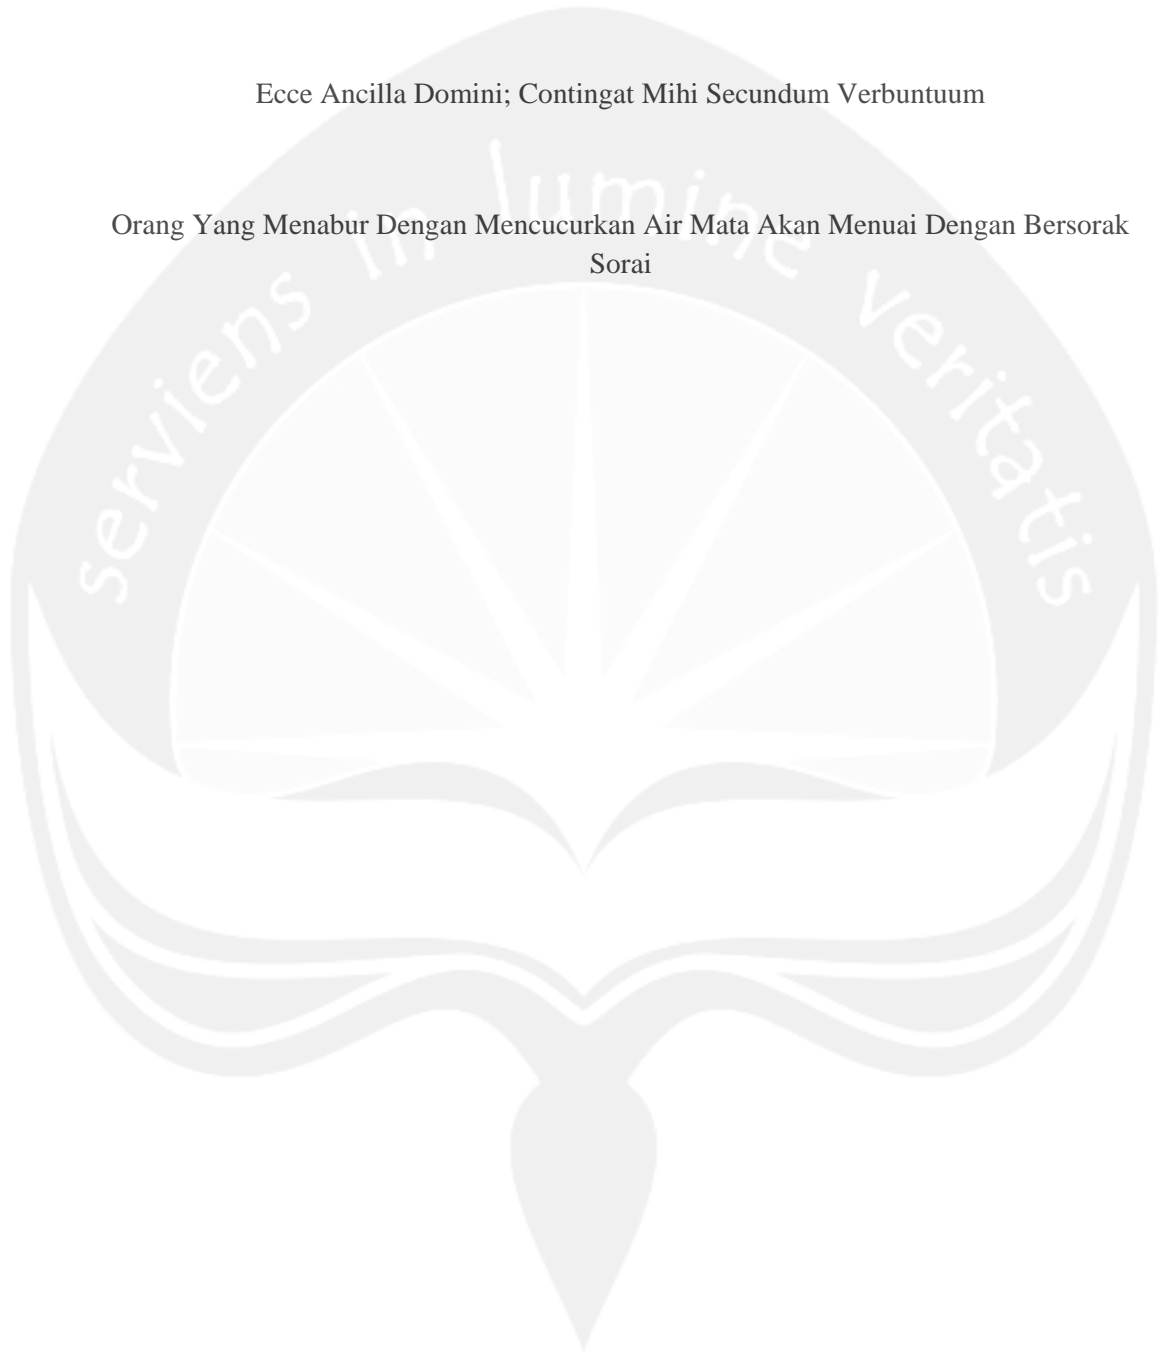 Ecce Ancilla Domini; Contingat Mihi Secundum Verbuntuum
serviens in lumine veritatis
Orang Yang Menabur Dengan Mencucurkan Air Mata Akan Menuai Dengan Bersorak
Sorai